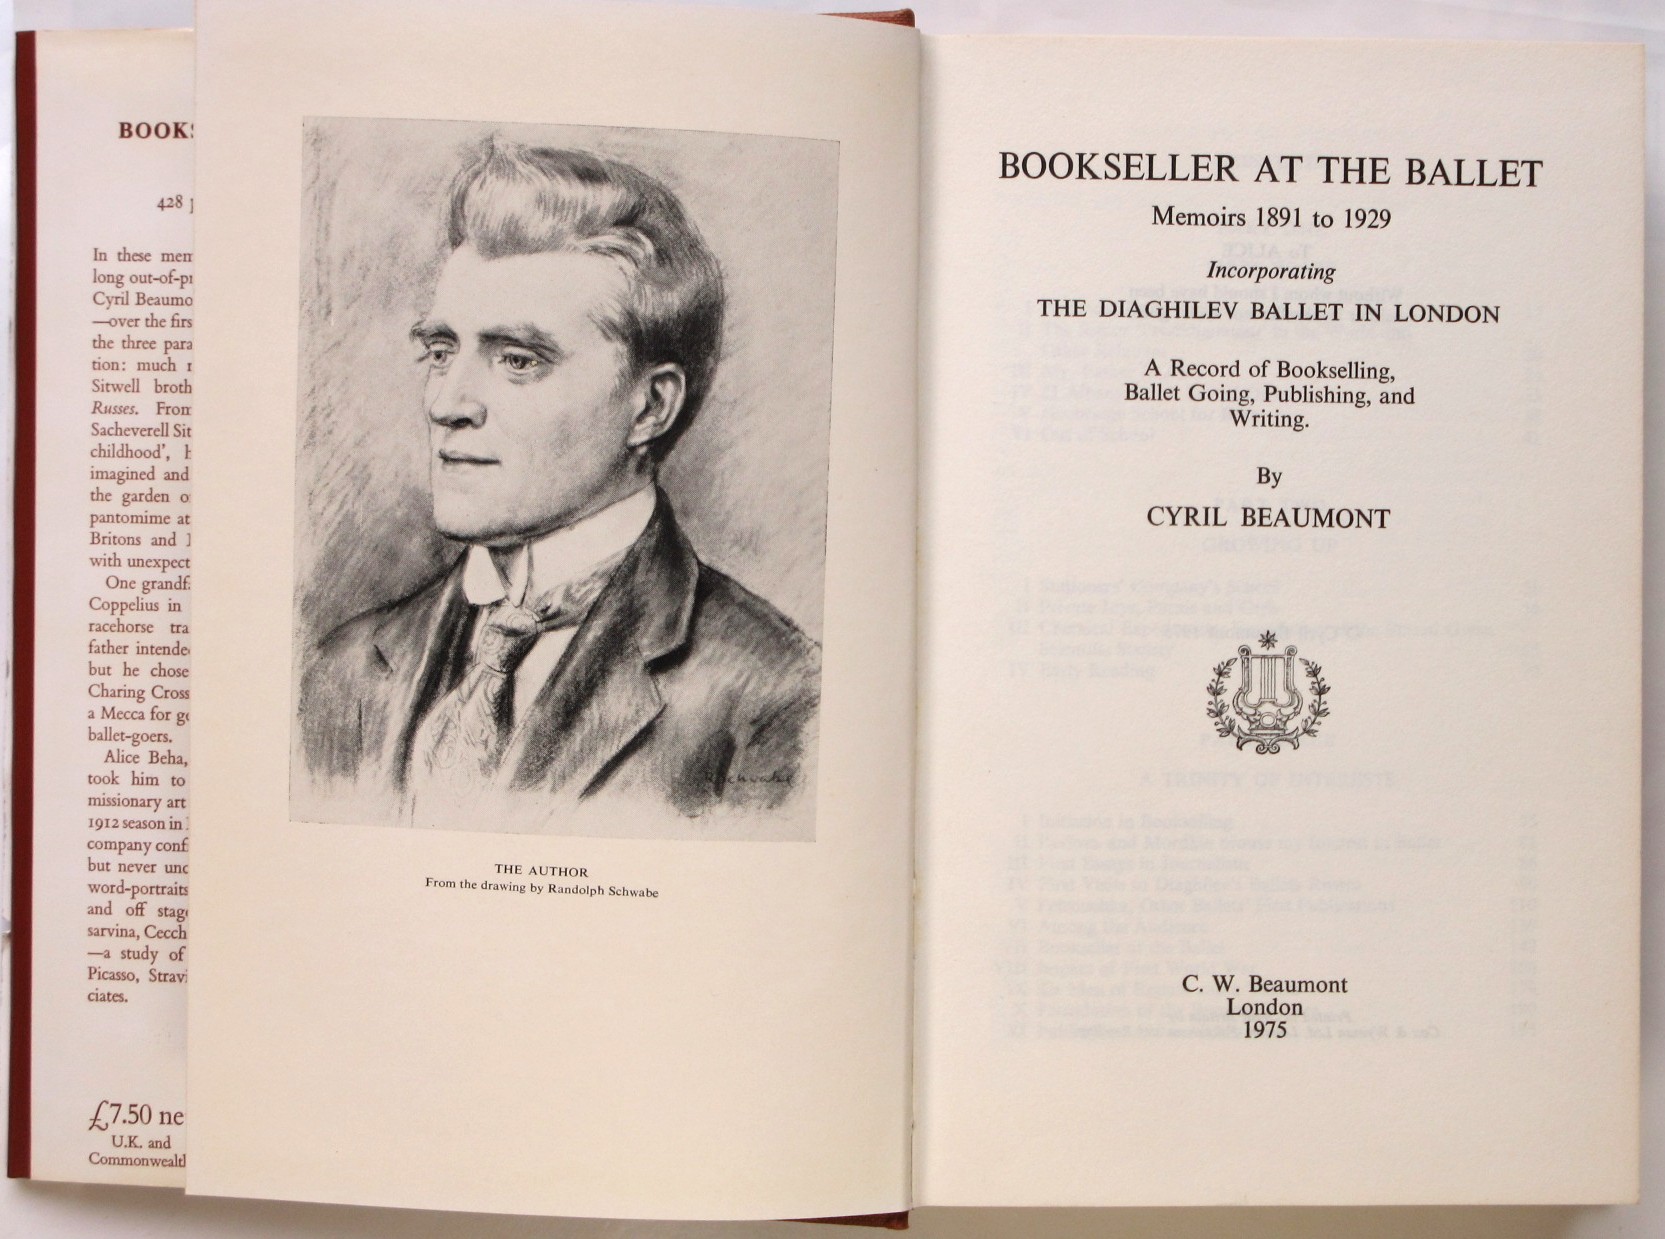 BOOKS
428
In these mem
long out-of-pr
Cyril Beaumo
—over the firs
the three para
tion: much r
Sitwell broth
Russes. From
Sacheverell Sit
childhood',
imagined and
the garden o
pantomime at
Britons and
with unexpect
One grandf
Coppelius in
racehorse tra
father intende
but he chose
Charing Cross
a Mecca for g
ballet-goers.
Alice Beha,
took him to
missionary art
1912 season in
company conf
but never unc
word-portraits
and off stag
sarvina, Cecch
—a study of
Picasso, Stravi
ciates.
£7.50 ne
U.K. and
Commonwealt
R Schwabe
THE AUTHOR
From the drawing by Randolph Schwabe
BOOKSELLER AT THE BALLET
Memoirs 1891 to 1929
Incorporating
THE DIAGHILEV BALLET IN LONDON
A Record of Bookselling,
Ballet Going, Publishing, and
Writing.
By
CYRIL BEAUMONT
C. W. Beaumont
London
1975